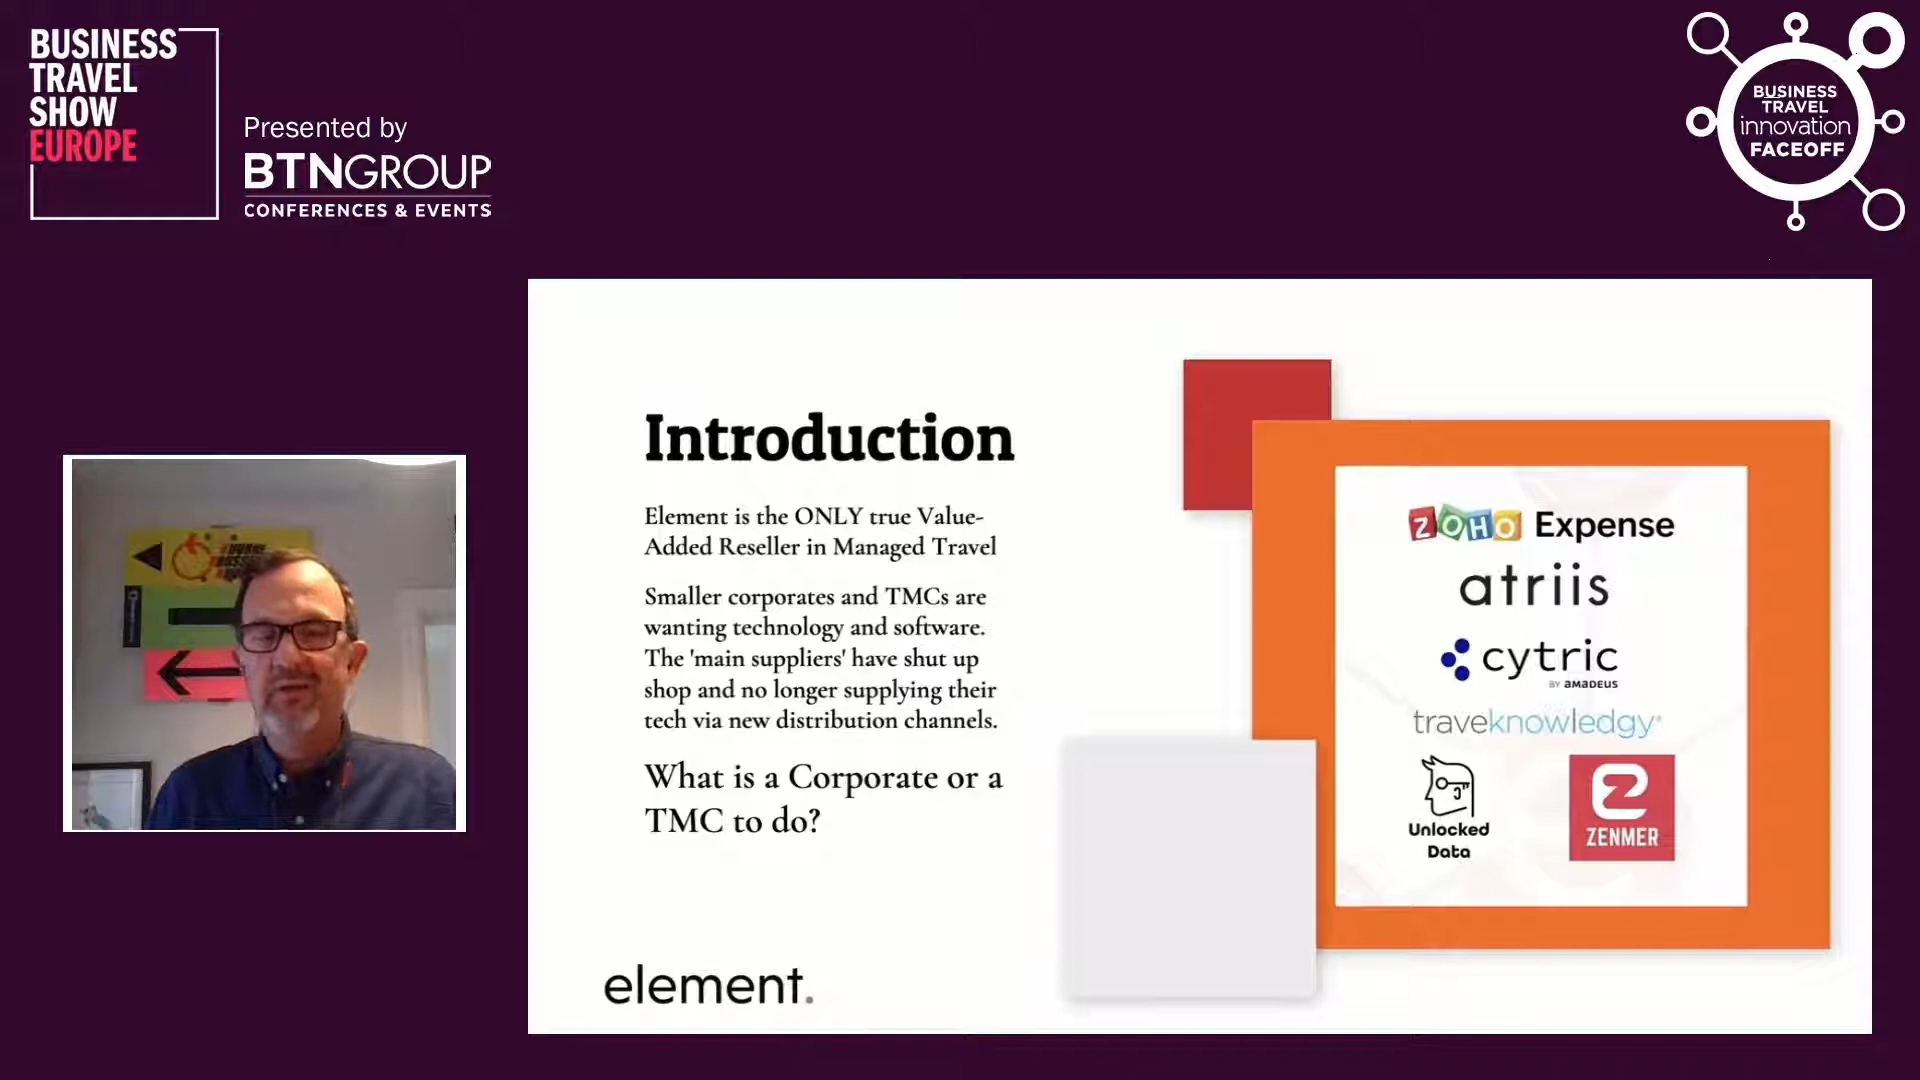 BUSINESS
TRAVEL
SHOW
EUROPE
Presented by
BTNGROUP
CONFERENCES & EVENTS
BUSINESS
TRAVEL
innovation
FACEOFF
Introduction
Element is the ONLY true Value-
Added Reseller in Managed Travel
Smaller corporates and TMCs are
wanting technology and software.
The 'main suppliers' have shut up
shop and no longer supplying their
tech via new distribution channels.
What is a Corporate or a
TMC to do?
element.
ZOHO Expense
atriis
cytric
BY AMADEUS
traveknowledgy
Unlocked
Data
ZENMER